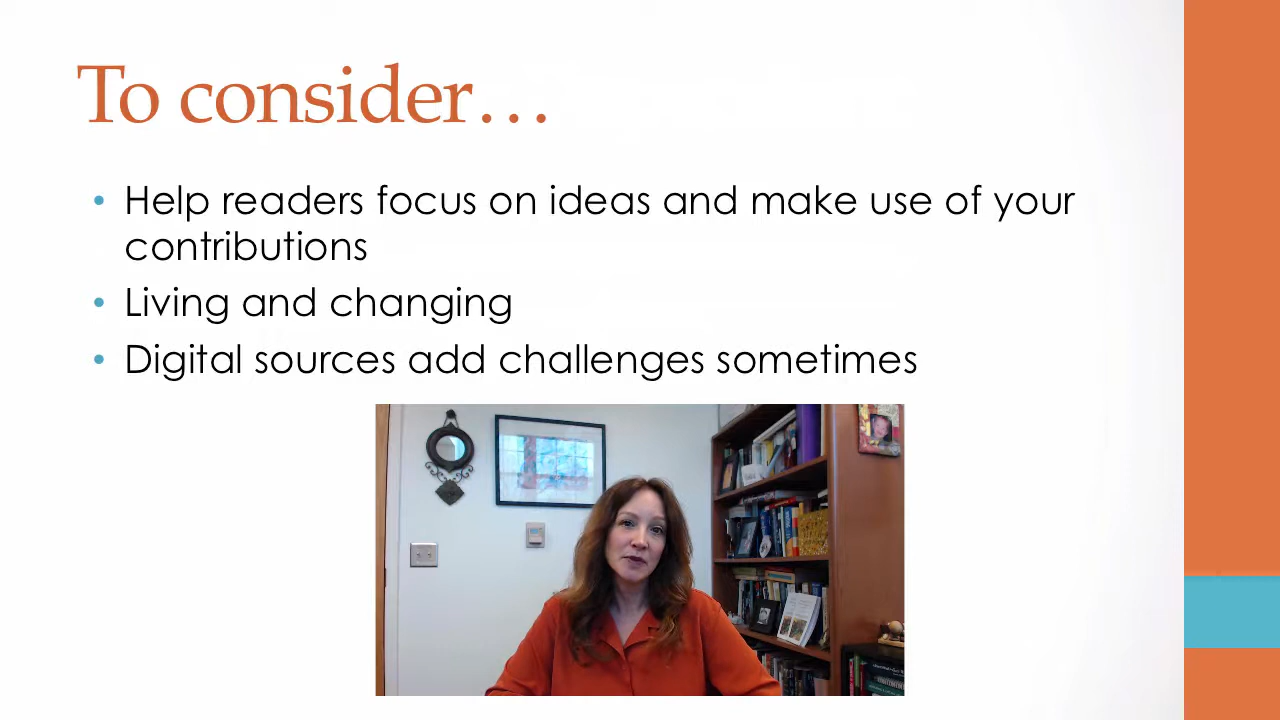 To consider…
• Help readers focus on ideas and make use of your
contributions
• Living and changing
• Digital sources add challenges sometimes